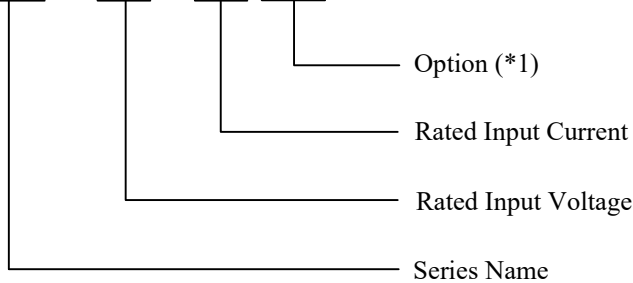 Option (*1)
Rated Input Current
Rated Input Voltage
Series Name